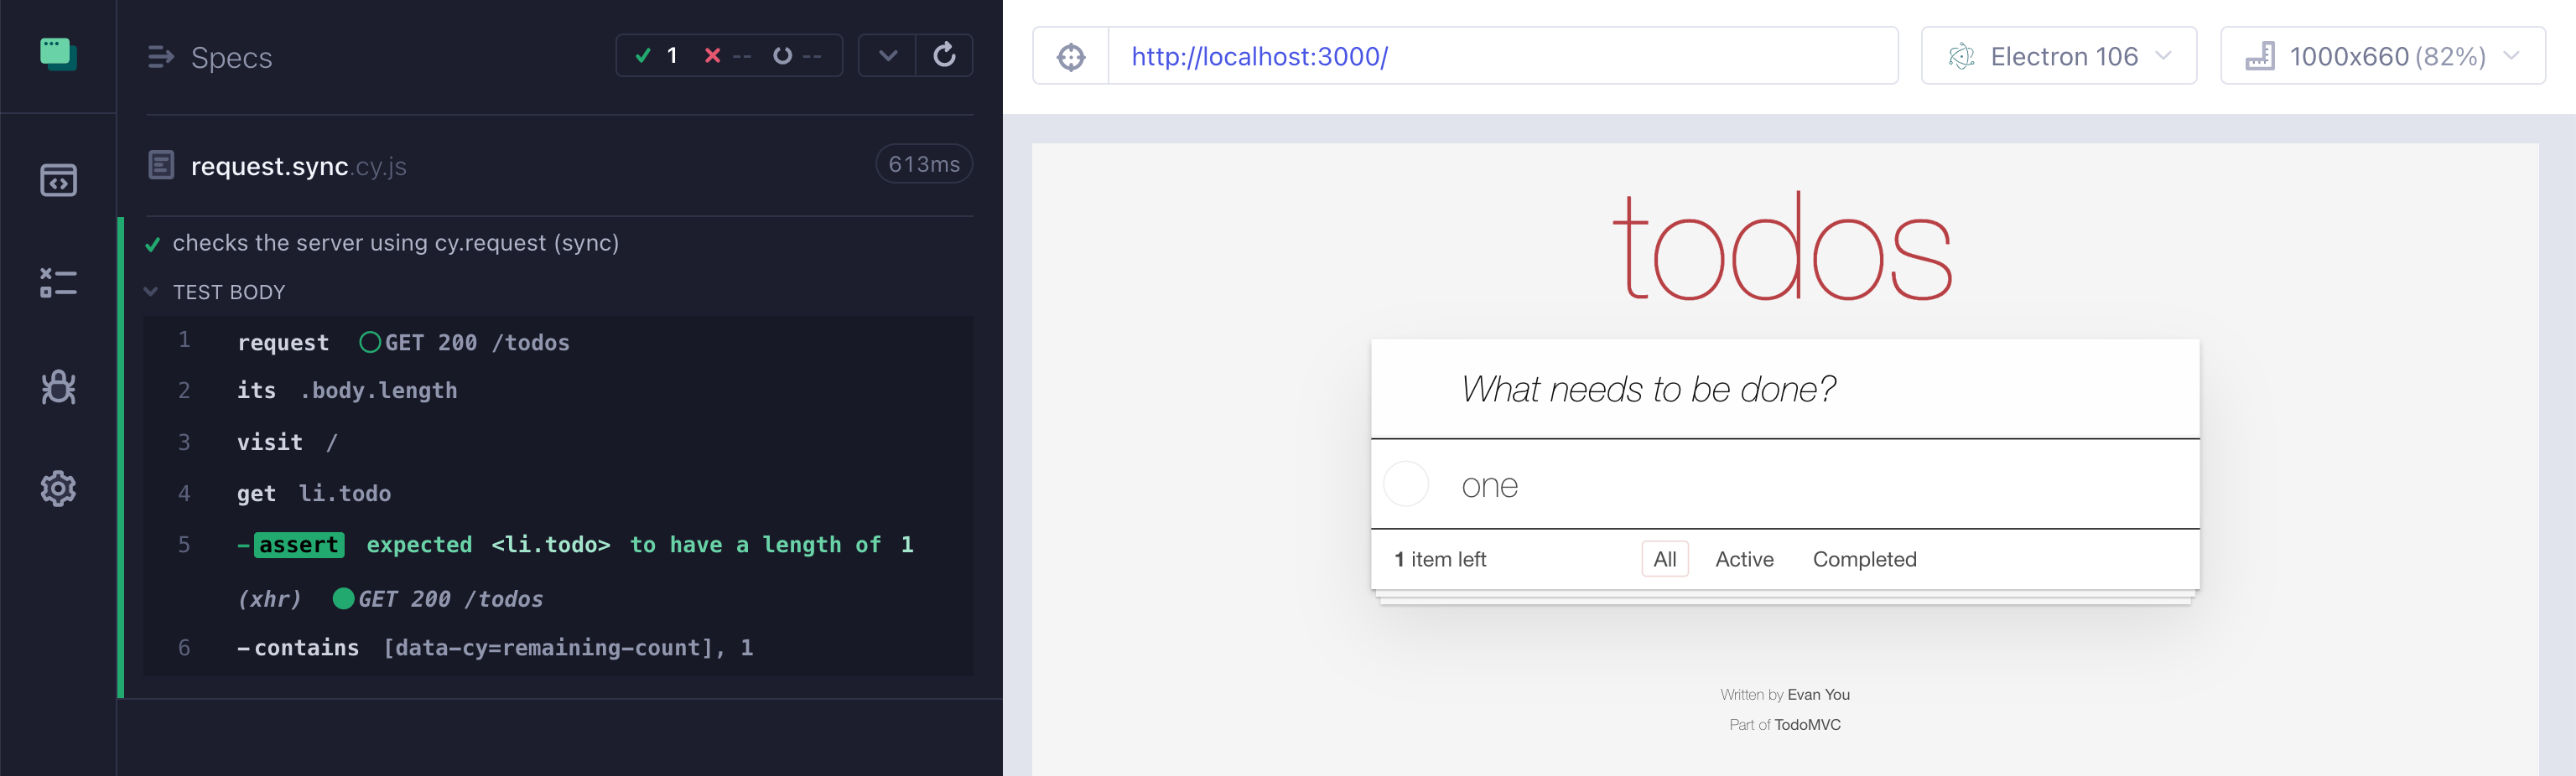 Specs
1 -- --
request.sync.cy.js
613ms
checks the server using cy.request (sync)
TEST BODY
1 request GET 200 /todos
2 its .body.length
3 visit /
4 get li.todo
5 -assert expected <li.todo> to have a length of 1
(xhr) GET 200 /todos
6 -contains [data-cy=remaining-count], 1
http://localhost:3000/
Electron 106
1000x660 (82%)
todos
What needs to be done?
one
1 item left
All Active Completed
Written by Evan You
Part of TodoMVC